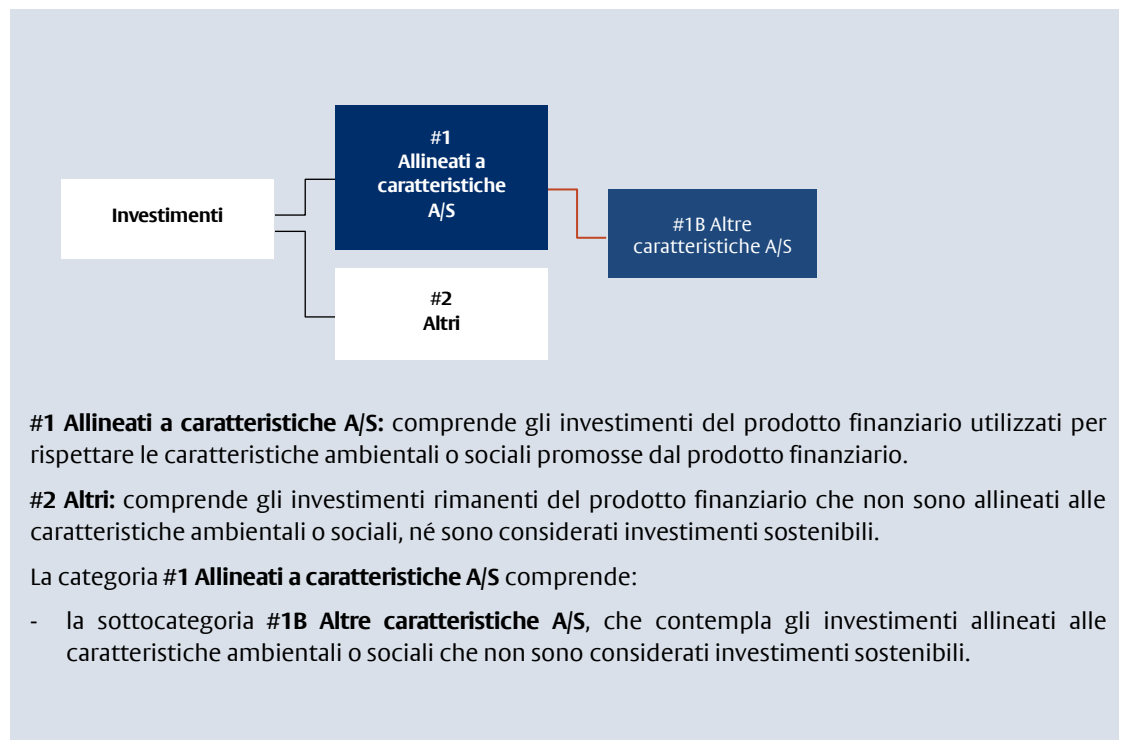 #1
Allineati a
caratteristiche
A/S
Investimenti
#1B Altre
caratteristiche A/S
#2
Altri
#1 Allineati a caratteristiche A/S: comprende gli investimenti del prodotto finanziario utilizzati per
rispettare le caratteristiche ambientali o sociali promosse dal prodotto finanziario.
#2 Altri: comprende gli investimenti rimanenti del prodotto finanziario che non sono allineati alle
caratteristiche ambientali o sociali, né sono considerati investimenti sostenibili.
La categoria #1 Allineati a caratteristiche A/S comprende:
- la sottocategoria #1B Altre caratteristiche A/S, che contempla gli investimenti allineati alle
caratteristiche ambientali o sociali che non sono considerati investimenti sostenibili.